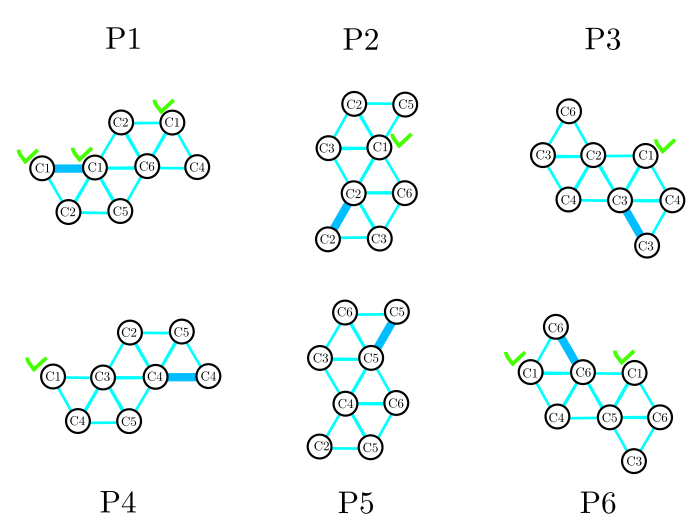 P1 P2 P3
C2 C1 C2 C5 C6
C1 C1 C6 C4 C3 C1 C3 C2 C1
C2 C5 C2 C6 C4 C3 C4
C2 C3 C3
C2 C5 C6 C5 C6
C1 C3 C4 C4 C3 C5 C1 C6 C1
C4 C5 C4 C6 C4 C5 C6
C2 C5 C3
P4 P5 P6